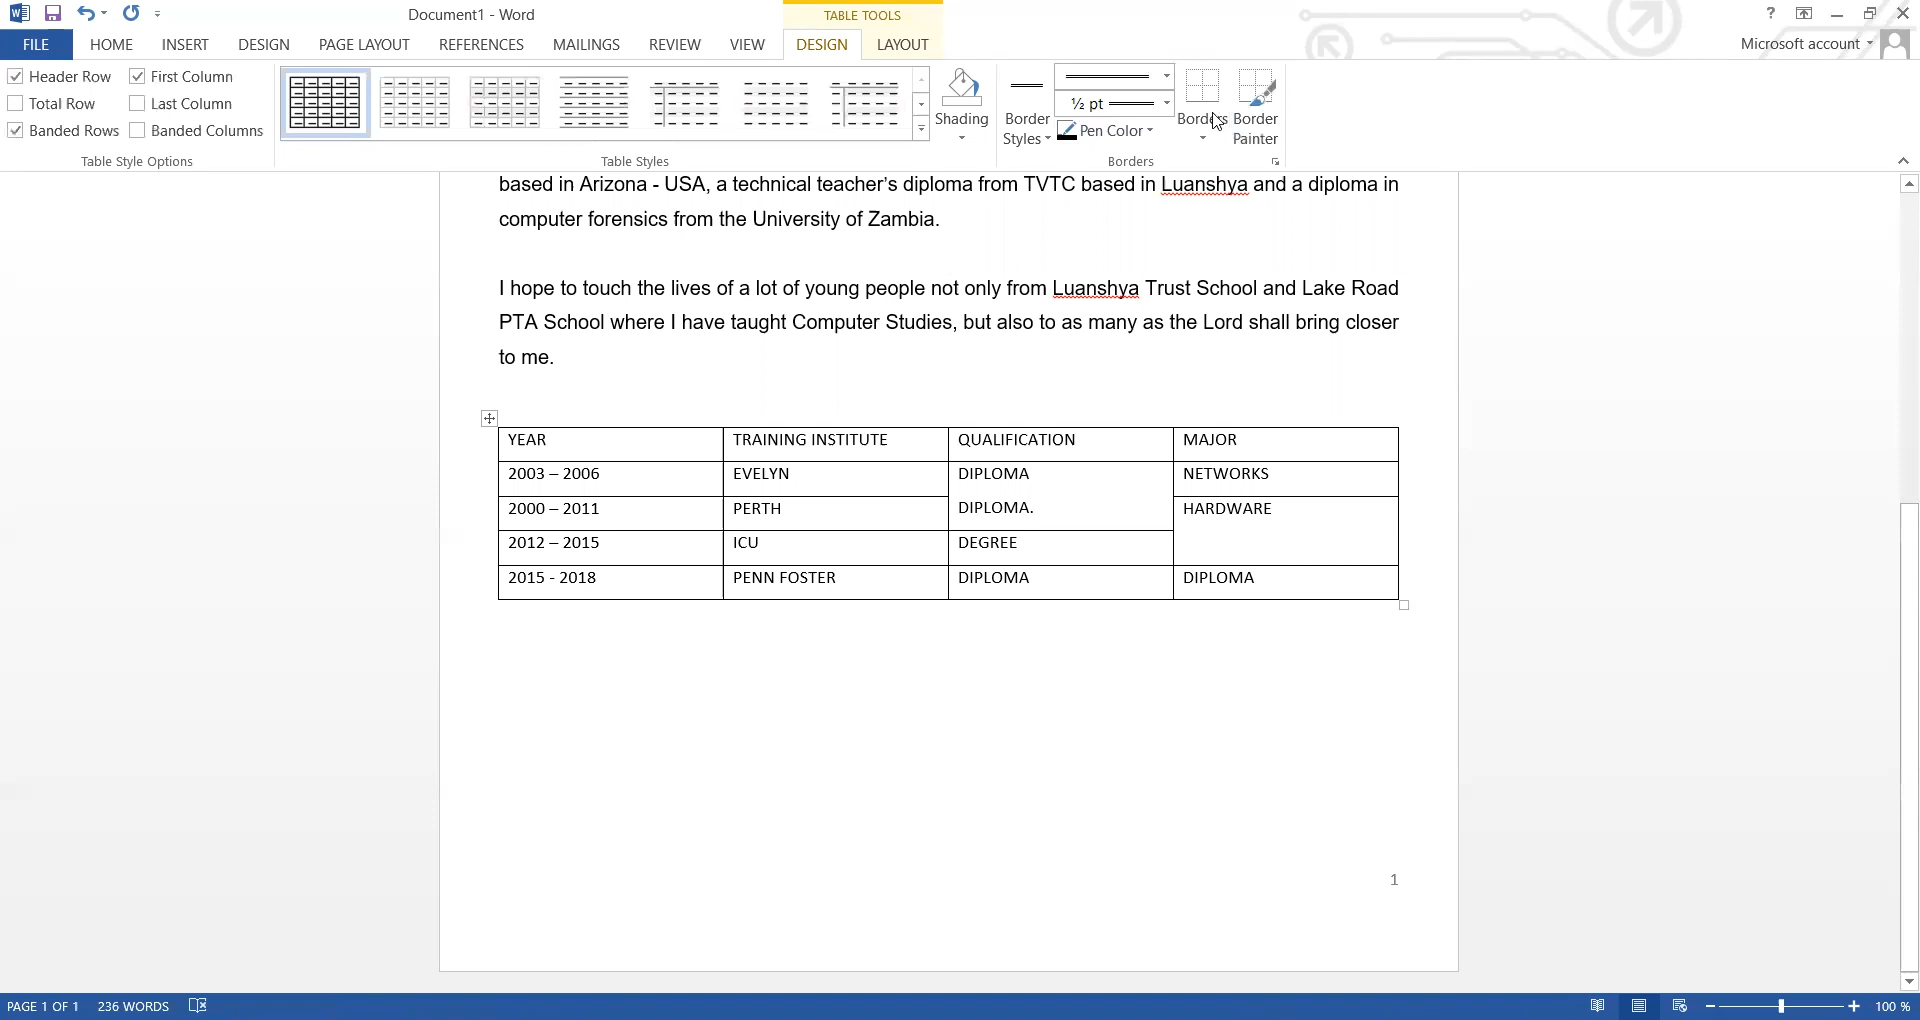 Document1 - Word
TABLE TOOLS
?
FILE HOME INSERT DESIGN PAGE LAYOUT REFERENCES MAILINGS REVIEW VIEW DESIGN LAYOUT
Microsoft account
Header Row First Column
Total Row Last Column
Banded Rows Banded Columns
Table Style Options
Table Styles
Shading
Border Styles
½ pt
Pen Color
Borders
Border Painter
Borders
based in Arizona - USA, a technical teacher’s diploma from TVTC based in Luanshya and a diploma in
computer forensics from the University of Zambia.
I hope to touch the lives of a lot of young people not only from Luanshya Trust School and Lake Road
PTA School where I have taught Computer Studies, but also to as many as the Lord shall bring closer
to me.
YEAR TRAINING INSTITUTE QUALIFICATION MAJOR
2003 – 2006 EVELYN DIPLOMA NETWORKS
2000 – 2011 PERTH DIPLOMA. HARDWARE
2012 – 2015 ICU DEGREE
2015 - 2018 PENN FOSTER DIPLOMA DIPLOMA
1
PAGE 1 OF 1 236 WORDS
100 %